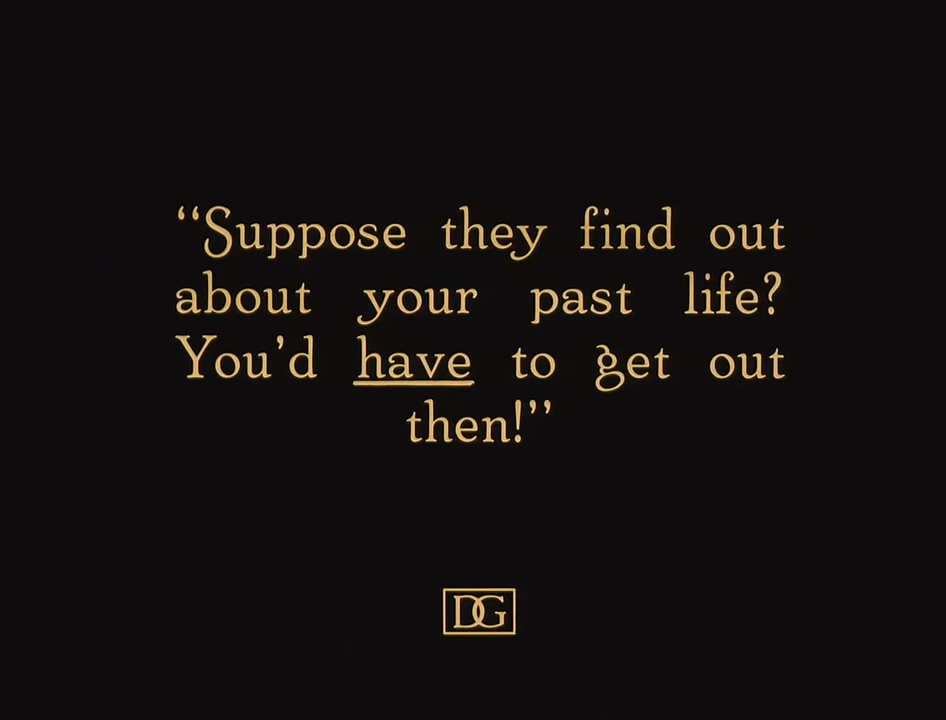 “Suppose they find out
about your past life?
You’d have to get out
then!”
DG